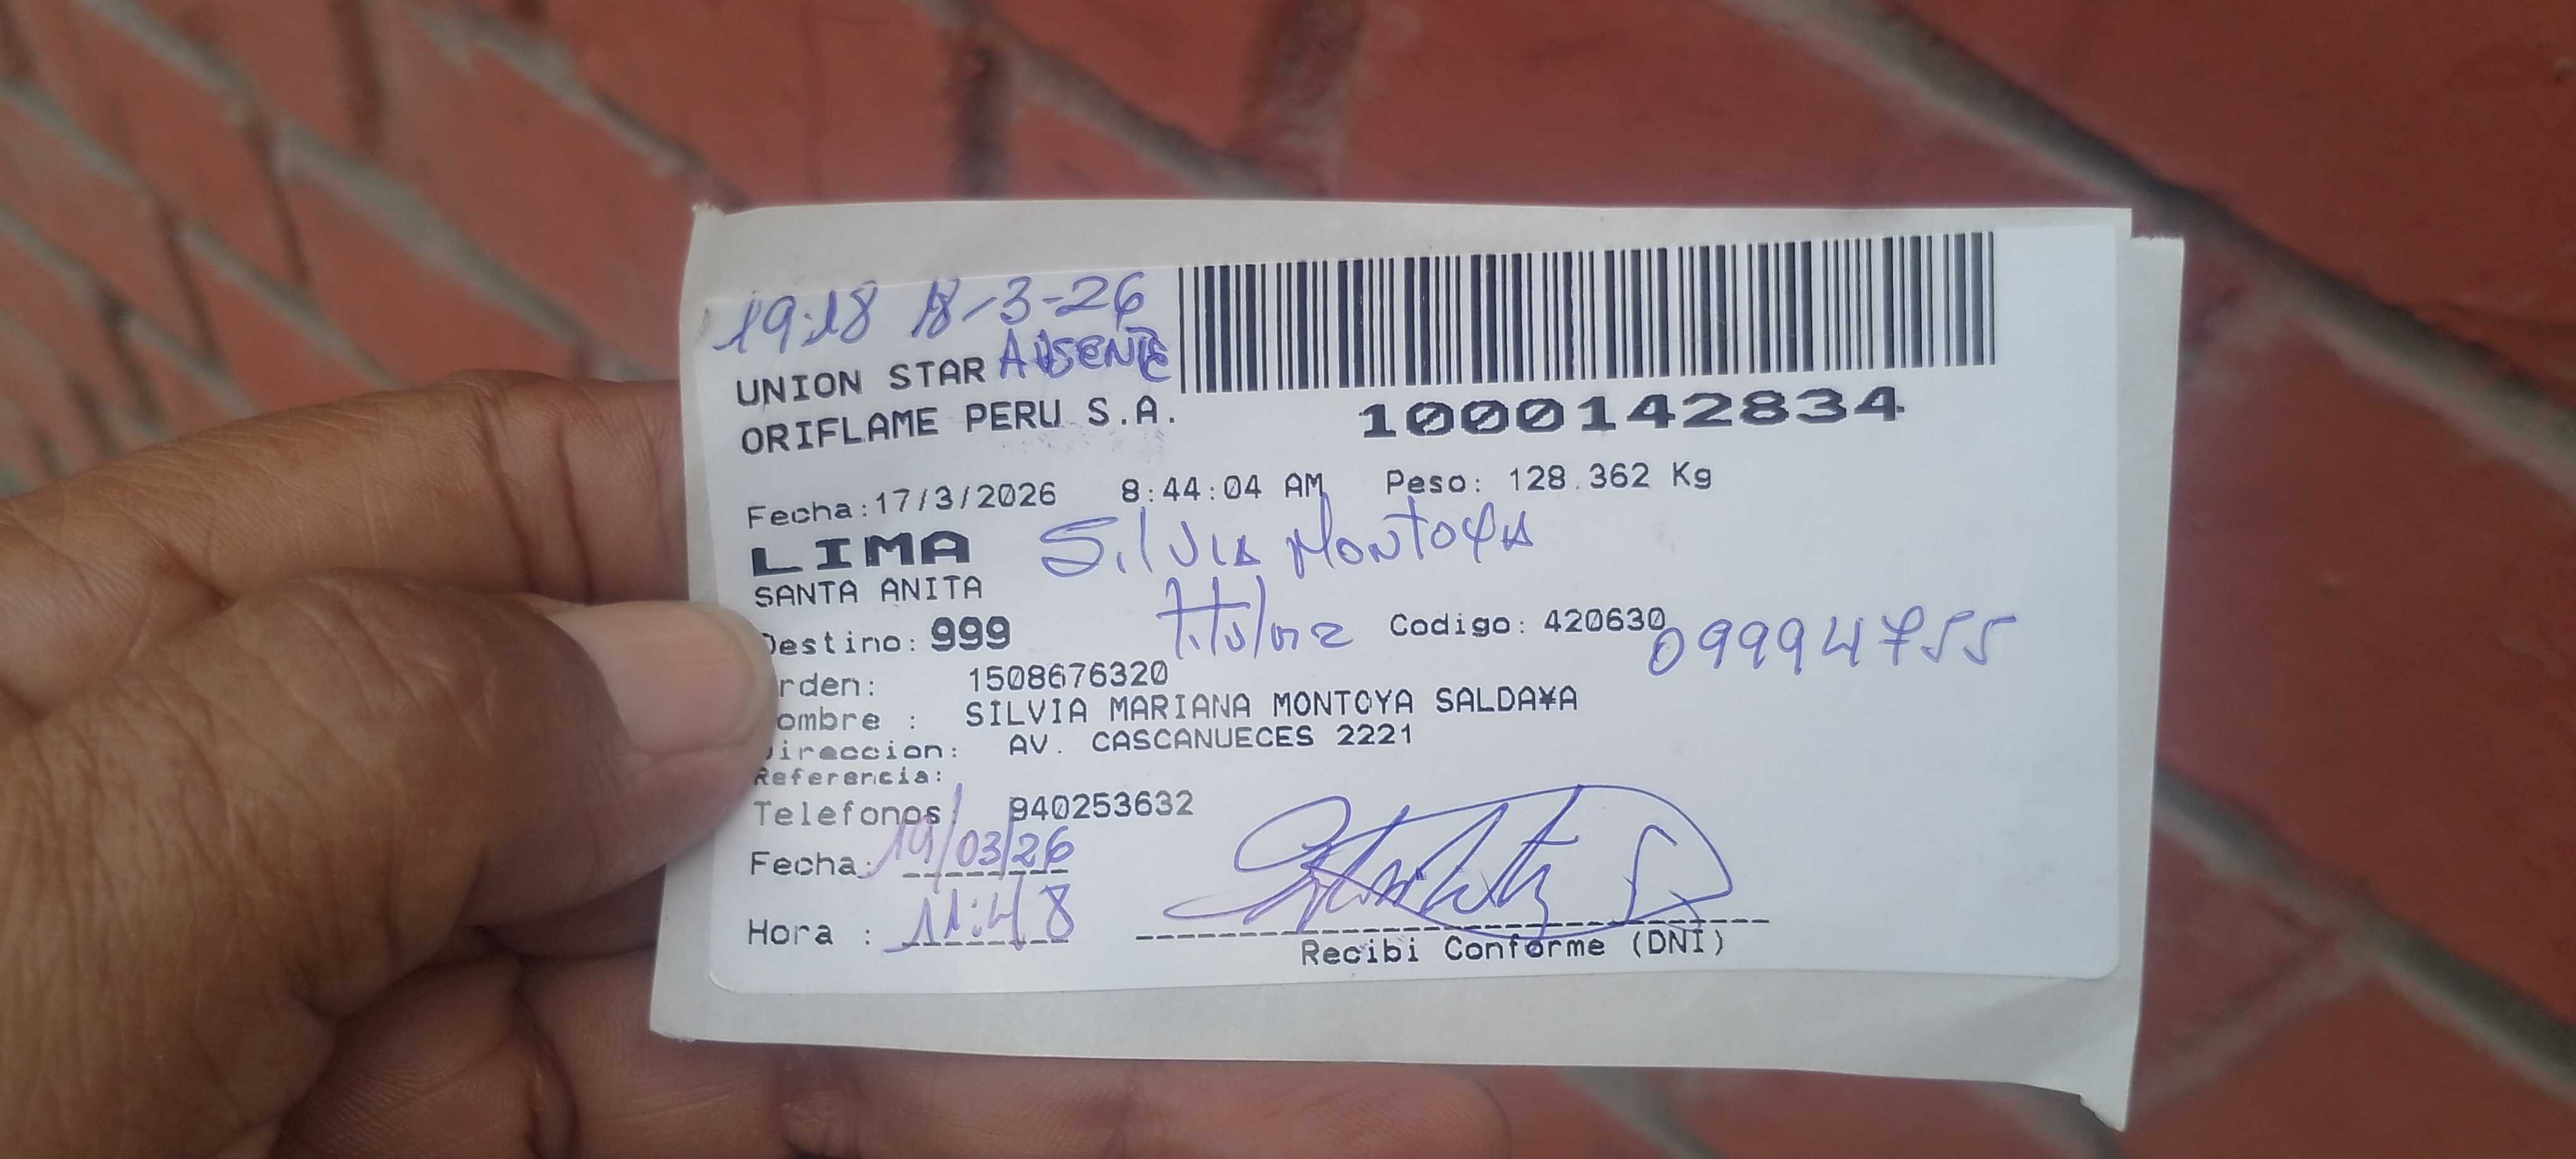 19:18 18-3-26
UNION STAR AUSENTE
ORIFLAME PERU S.A.
1000142834
Fecha:17/3/2026 8:44:04 AM Peso: 128.362 Kg
LIMA Silvia Montoya
SANTA ANITA
Destino: 999 titular Codigo: 420630 09994755
rden: 1508676320
ombre : SILVIA MARIANA MONTOYA SALDA¥A
ireccion: AV. CASCANUECES 2221
Referencia:
Telefonos: 940253632
Fecha: 19/03/26
Hora : 11:48
Recibi Conforme (DNI)